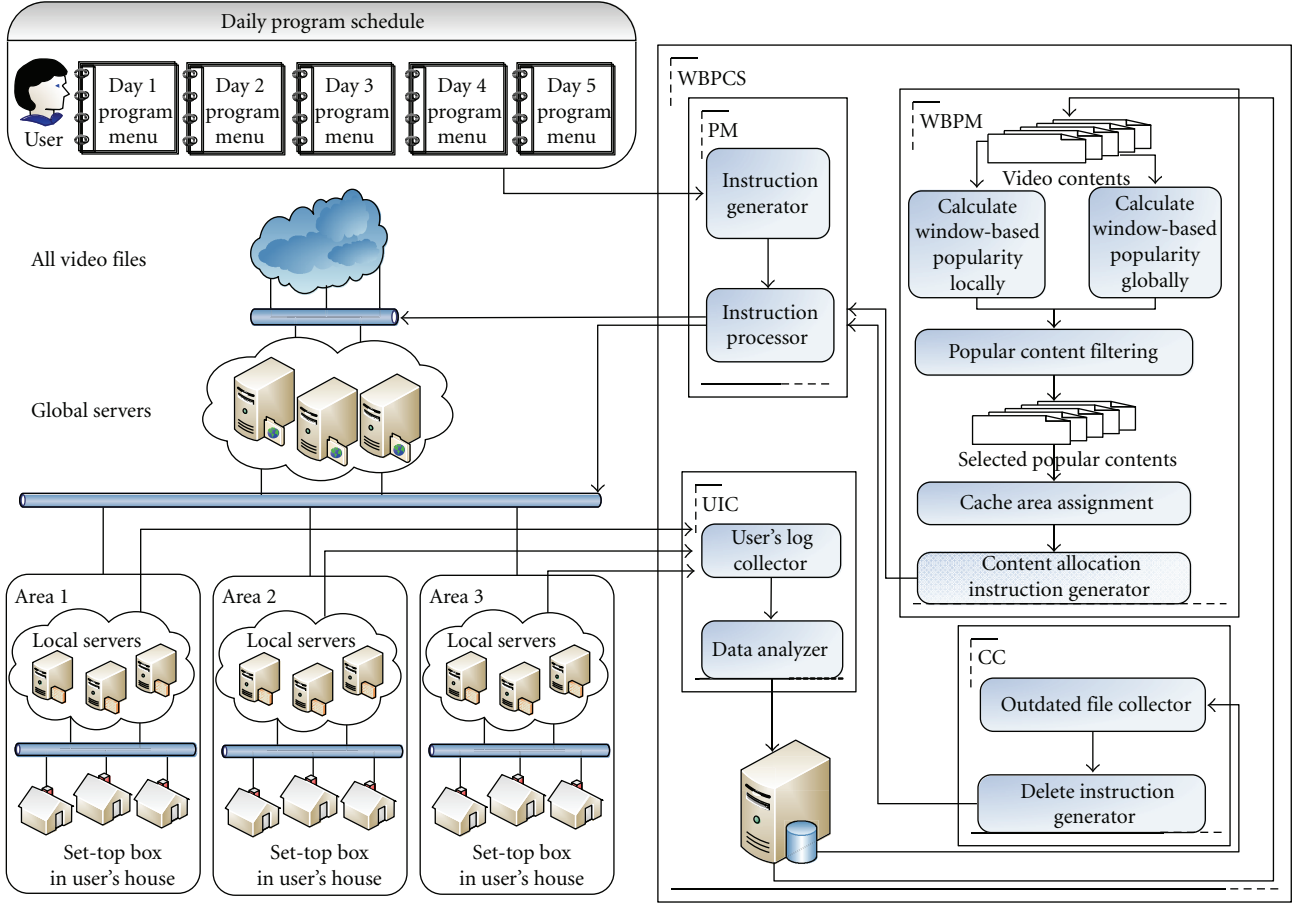 Daily program schedule
User
Day 1
program
menu
Day 2
program
menu
Day 3
program
menu
Day 4
program
menu
Day 5
program
menu
All video files
Global servers
Area 1
Local servers
Set-top box
in user's house
Area 2
Local servers
Set-top box
in user's house
Area 3
Local servers
Set-top box
in user's house
WBPCS
PM
Instruction
generator
Instruction
processor
UIC
User's log
collector
Data analyzer
WBPM
Video contents
Calculate
window-based
popularity
locally
Calculate
window-based
popularity
globally
Popular content filtering
Selected popular contents
Cache area assignment
Content allocation
instruction generator
CC
Outdated file collector
Delete instruction
generator